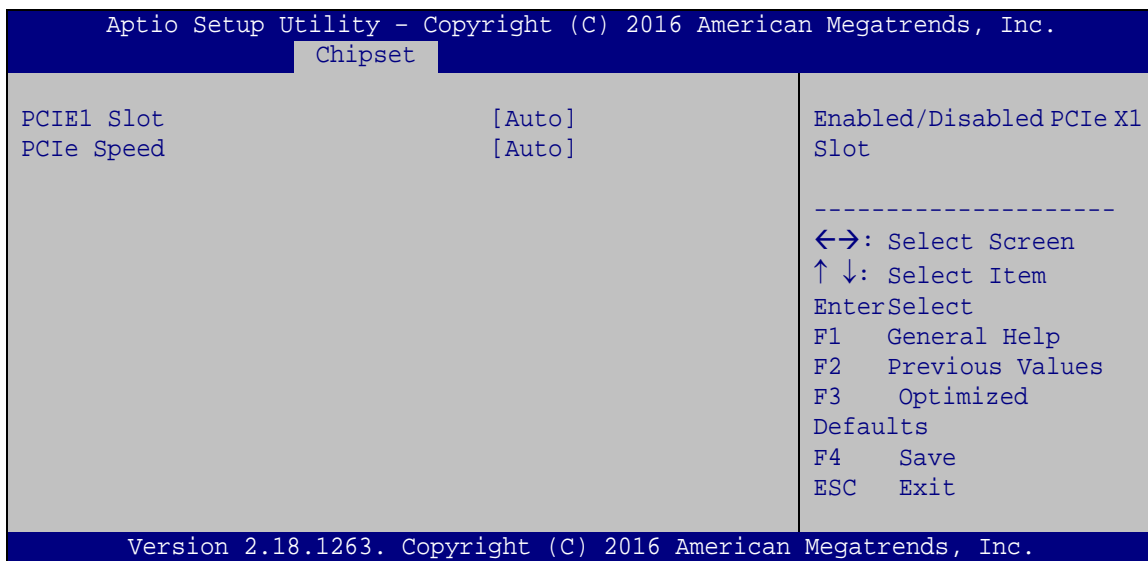 Aptio Setup Utility – Copyright (C) 2016 American Megatrends, Inc.
Chipset
PCIE1 Slot [Auto]
PCIe Speed [Auto]
Enabled/Disabled PCIe X1
Slot
---------------------
←→: Select Screen
↑ ↓: Select Item
EnterSelect
F1 General Help
F2 Previous Values
F3 Optimized
Defaults
F4 Save
ESC Exit
Version 2.18.1263. Copyright (C) 2016 American Megatrends, Inc.